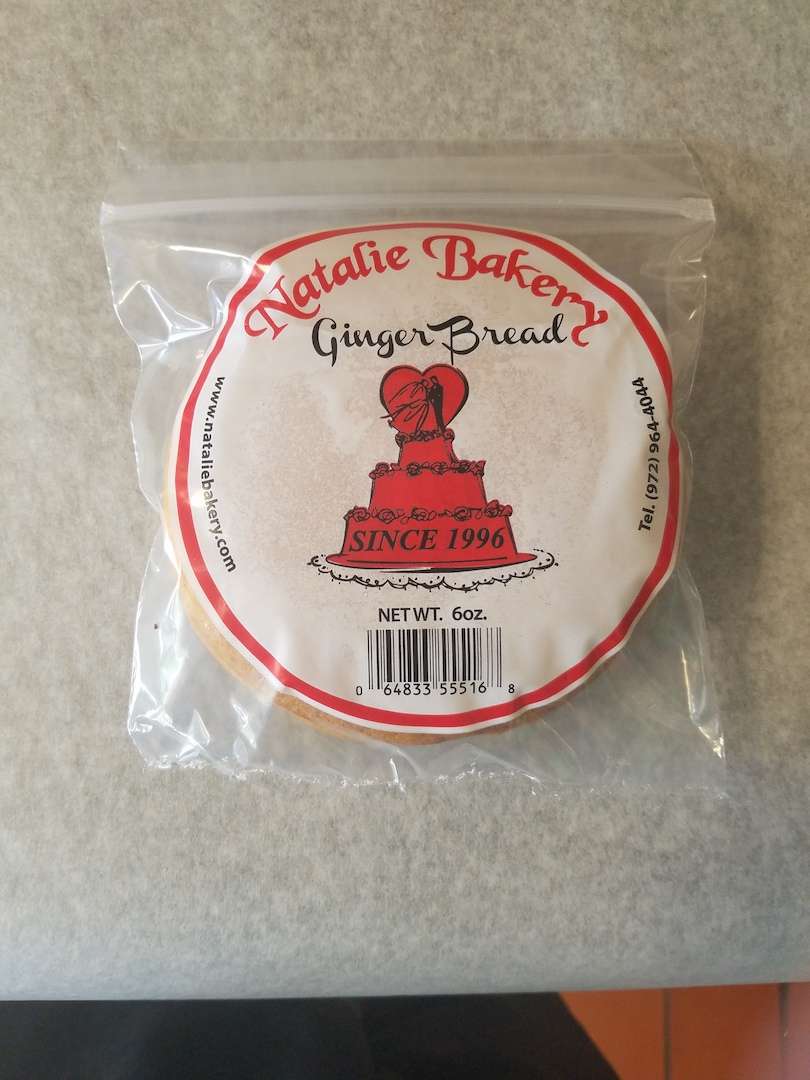 Natalie Bakery
Ginger Bread
www.nataliebakery.com
Tel. (972) 964-4044
SINCE 1996
NET WT. 6oz.
0 64833 55516 8